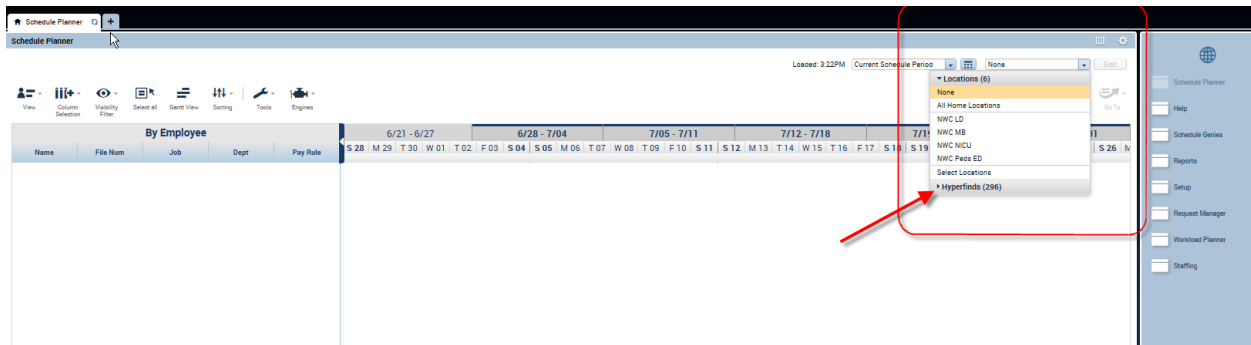 Schedule Planner
+
Schedule Planner
Loaded: 3:22PM Current Schedule Period None Edit
Locations (6)
None
All Home Locations
NWC LD
NWC MB
NWC NICU
NWC Peds ED
Select Locations
Hyperfinds (296)
View
Column Selection
Visibility Filter
Select all
Gantt View
Sorting
Tools
Engines
Go To
By Employee
6/21 - 6/27 6/28 - 7/04 7/05 - 7/11 7/12 - 7/18
Name File Num Job Dept Pay Rule
S 28 M 29 T 30 W 01 T 02 F 03 S 04 S 05 M 06 T 07 W 08 T 09 F 10 S 11 S 12 M 13 T 14 W 15 T 16 F 17 S 18 S 19 S 26 M
Schedule Planner
Help
Schedule Genies
Reports
Setup
Request Manager
Workload Planner
Staffing